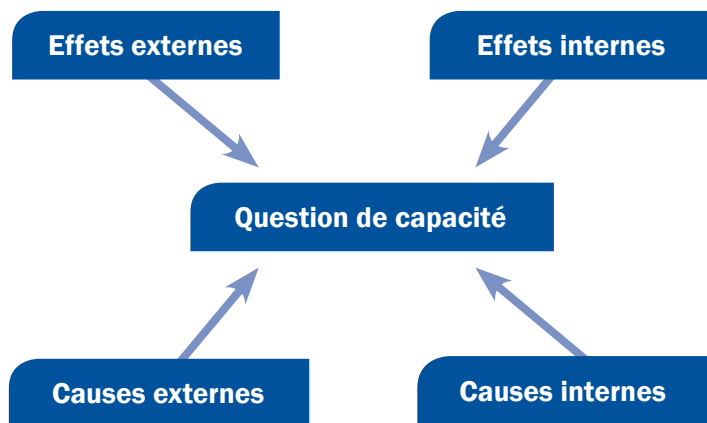 Effets externes
Effets internes
Question de capacité
Causes externes
Causes internes